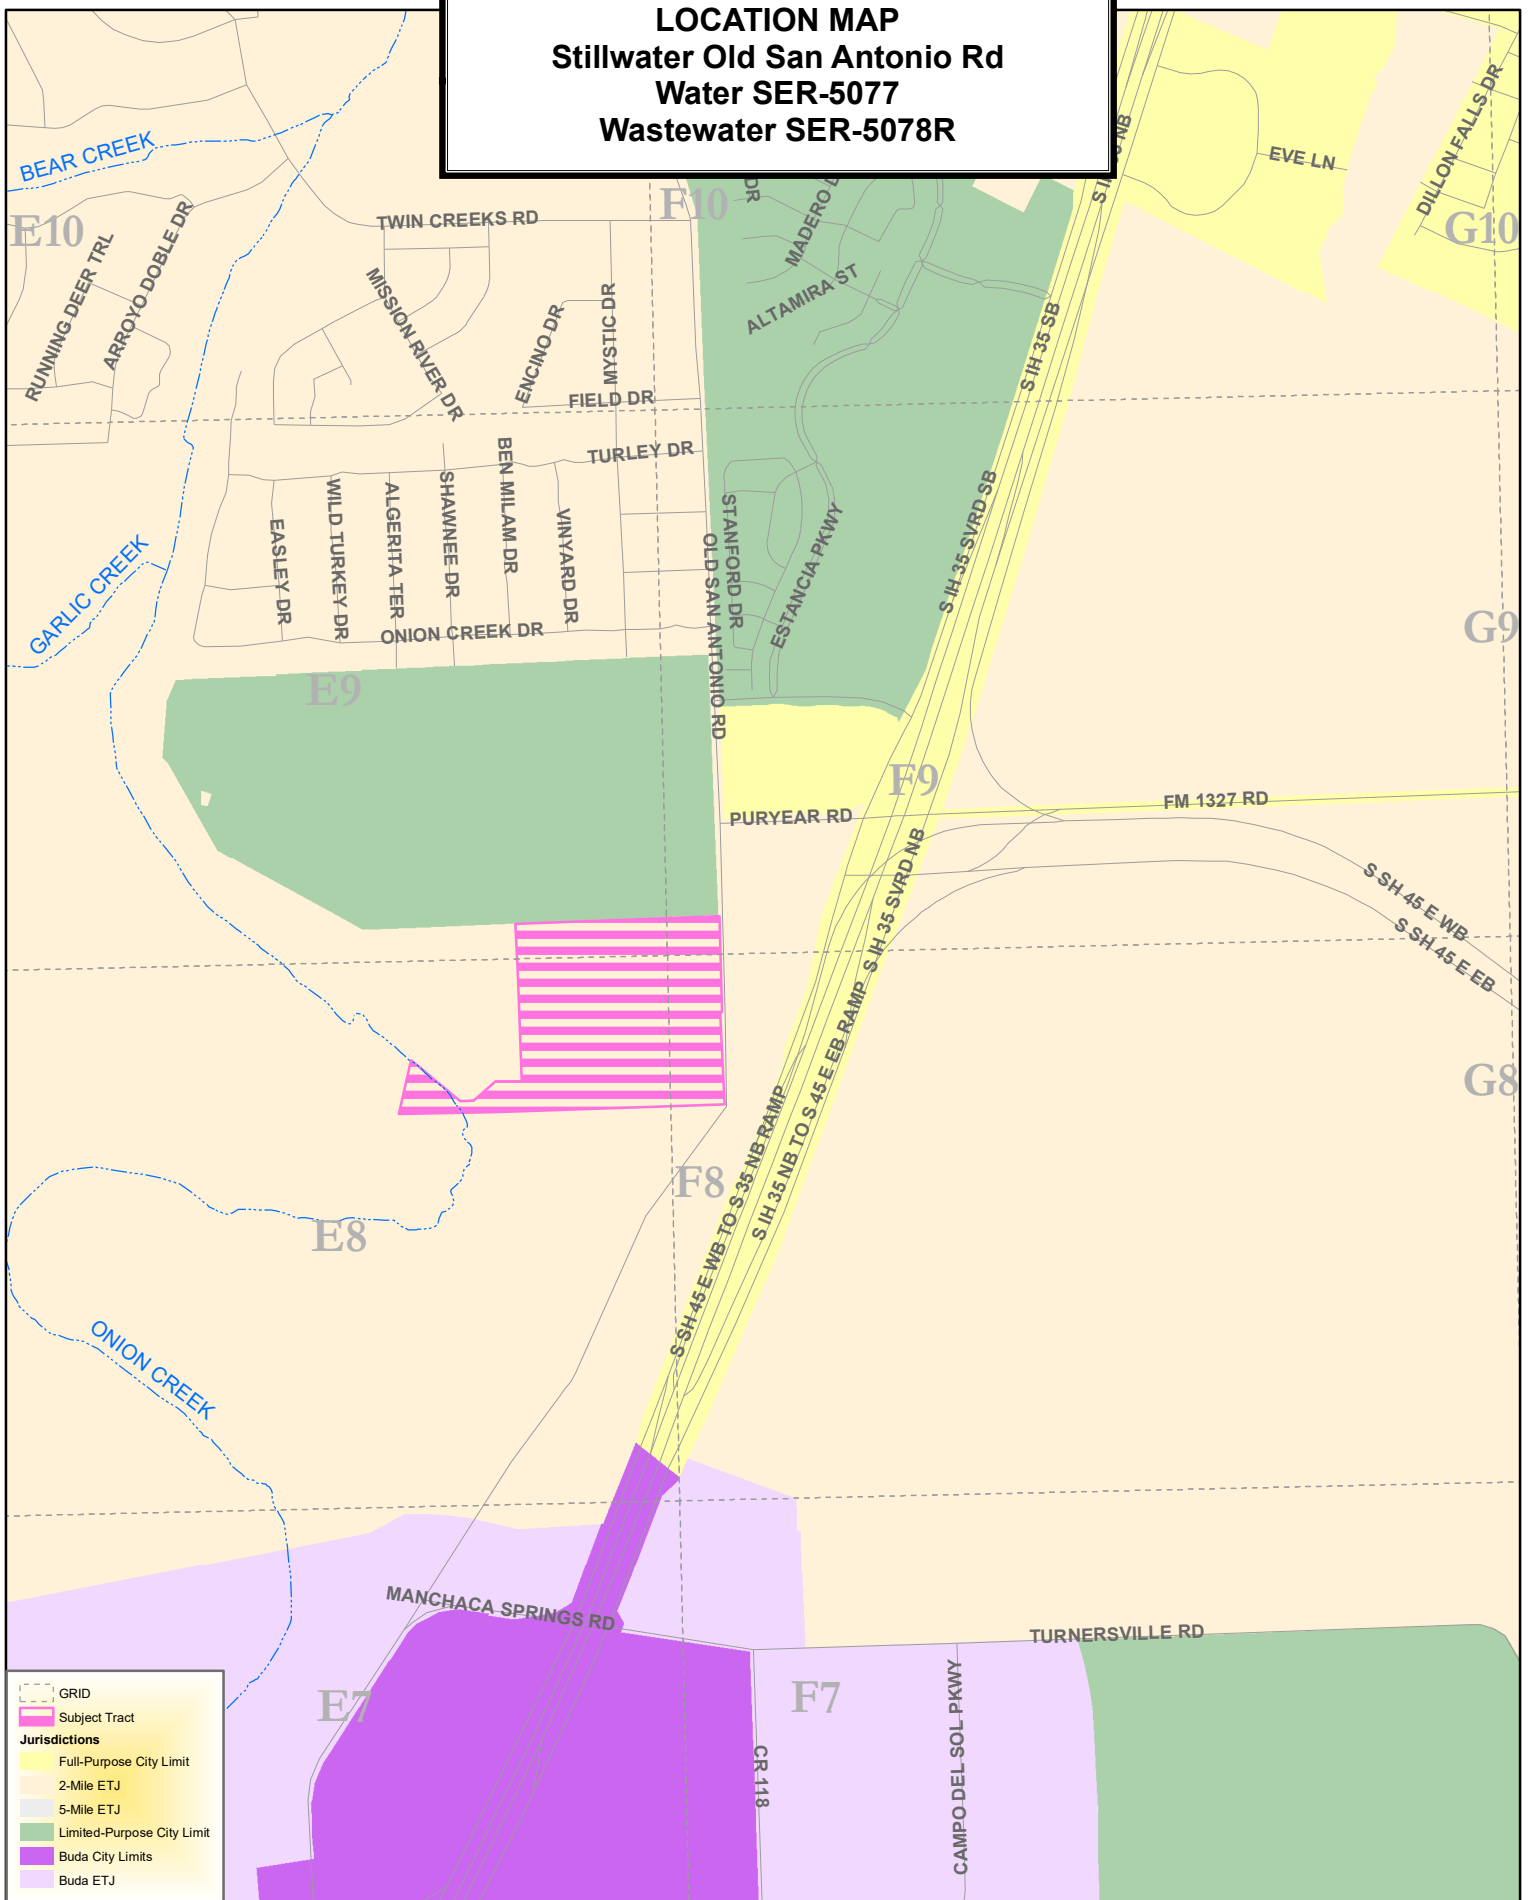 LOCATION MAP
Stillwater Old San Antonio Rd
Water SER-5077
Wastewater SER-5078R
BEAR CREEK
E10
RUNNING DEER TRL
ARROYO DOBLE DR
TWIN CREEKS RD
F10
DR
MADERO
ALTAMIRA ST
S IH 35 SB
EVE LN
DILLON FALLS DR
G10
MISSION RIVER DR
ENCINO DR
MYSTIC DR
FIELD DR
TURLEY DR
EASLEY DR
WILD TURKEY DR
ALGERITA TER
SHAWNEE DR
BEN MILAM DR
VINYARD DR
ONION CREEK DR
GARLIC CREEK
OLD SAN ANTONIO RD
STANFORD DR
ESTANCIA PKWY
S IH 35 SVRD SB
G9
E9
F9
PURYEAR RD
FM 1327 RD
S IH 35 SVRD NB
S SH 45 E WB
S SH 45 E EB
S SH 45 E WB TO S 35 NB RAMP
S IH 35 NB TO S 45 E EB RAMP
G8
F8
E8
ONION CREEK
MANCHACA SPRINGS RD
TURNERSVILLE RD
E7
F7
CR 118
CAMPO DEL SOL PKWY
GRID
Subject Tract
Jurisdictions
Full-Purpose City Limit
2-Mile ETJ
5-Mile ETJ
Limited-Purpose City Limit
Buda City Limits
Buda ETJ